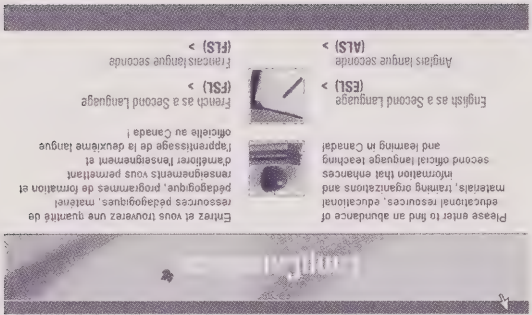 Please enter to find an abundance of
educational resources, educational
materials, training organizations and
information that enhances
second official language teaching
and learning in Canada!
Entrez et vous trouverez une quantité de
ressources pédagogiques, matériel
pédagogique, programmes de formation et
renseignements vous permettant
d'améliorer l'enseignement et
l'apprentissage de la deuxième langue
officielle au Canada !
English as a Second Language
(ESL) >
Anglais langue seconde
(ALS) >
French as a Second Language
(FSL) >
Français langue seconde
(FLS) >